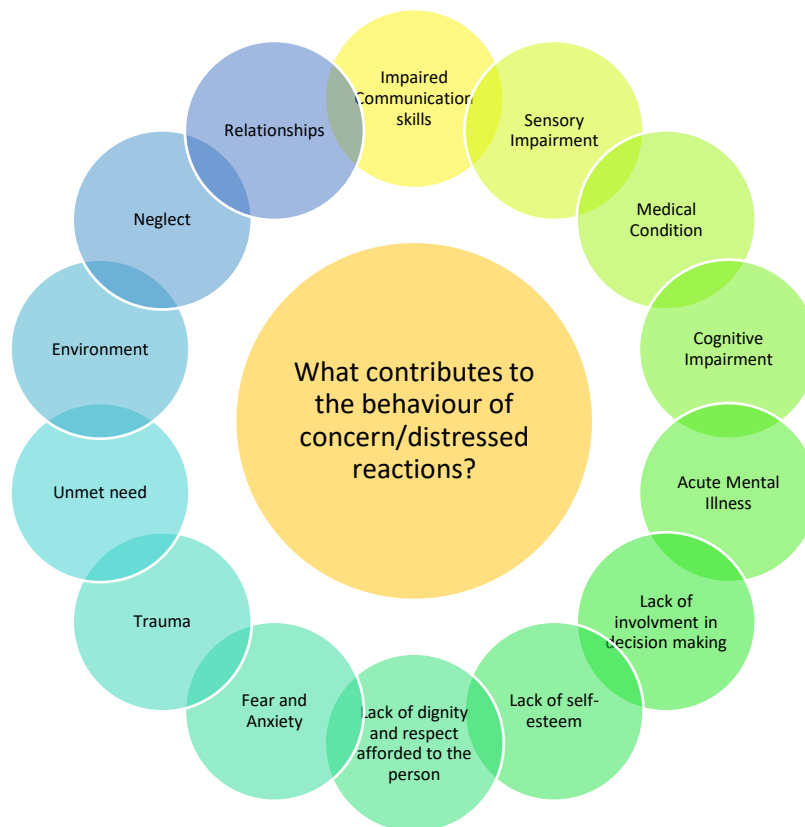 What contributes to
the behaviour of
concern/distressed
reactions?
Impaired
Communication
skills
Sensory
Impairment
Medical
Condition
Cognitive
Impairment
Acute Mental
Illness
Lack of
involvment in
decision making
Lack of self-
esteem
Lack of dignity
and respect
afforded to the
person
Fear and
Anxiety
Trauma
Unmet need
Environment
Neglect
Relationships